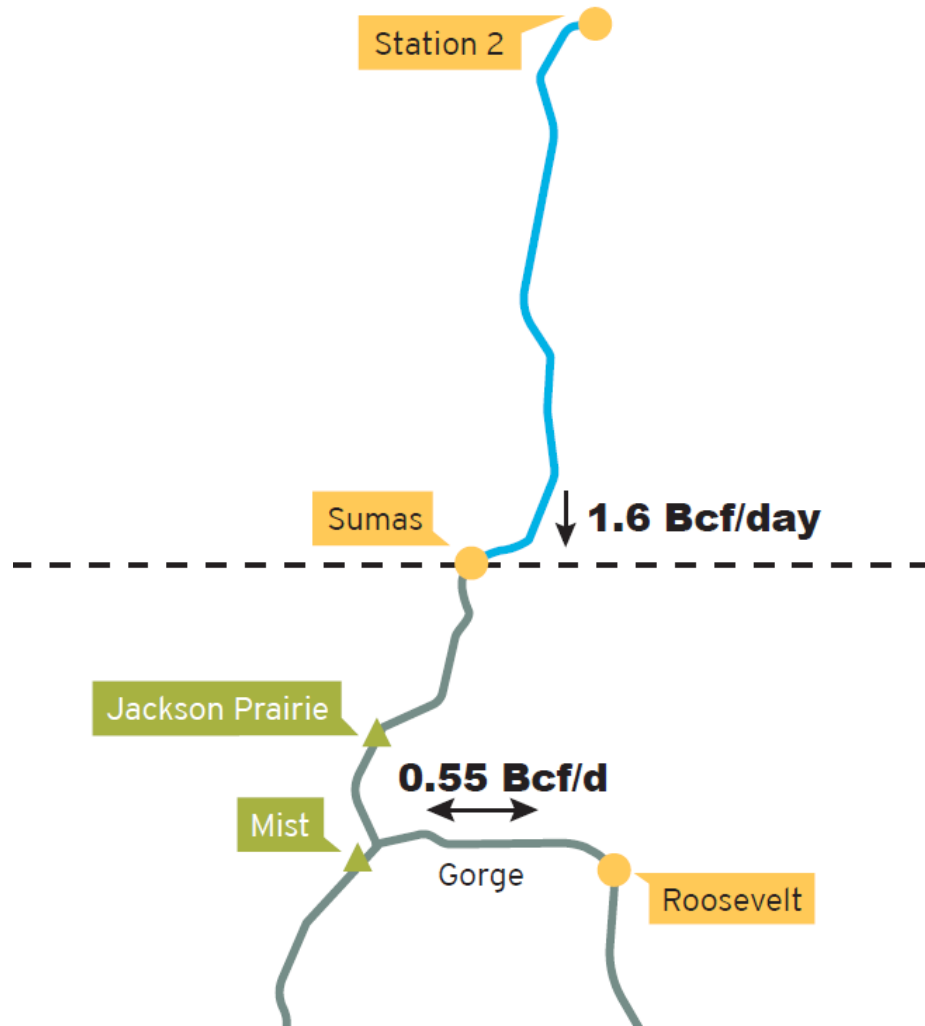 Station 2
Sumas
1.6 Bcf/day
Jackson Prairie
0.55 Bcf/d
Mist
Gorge
Roosevelt